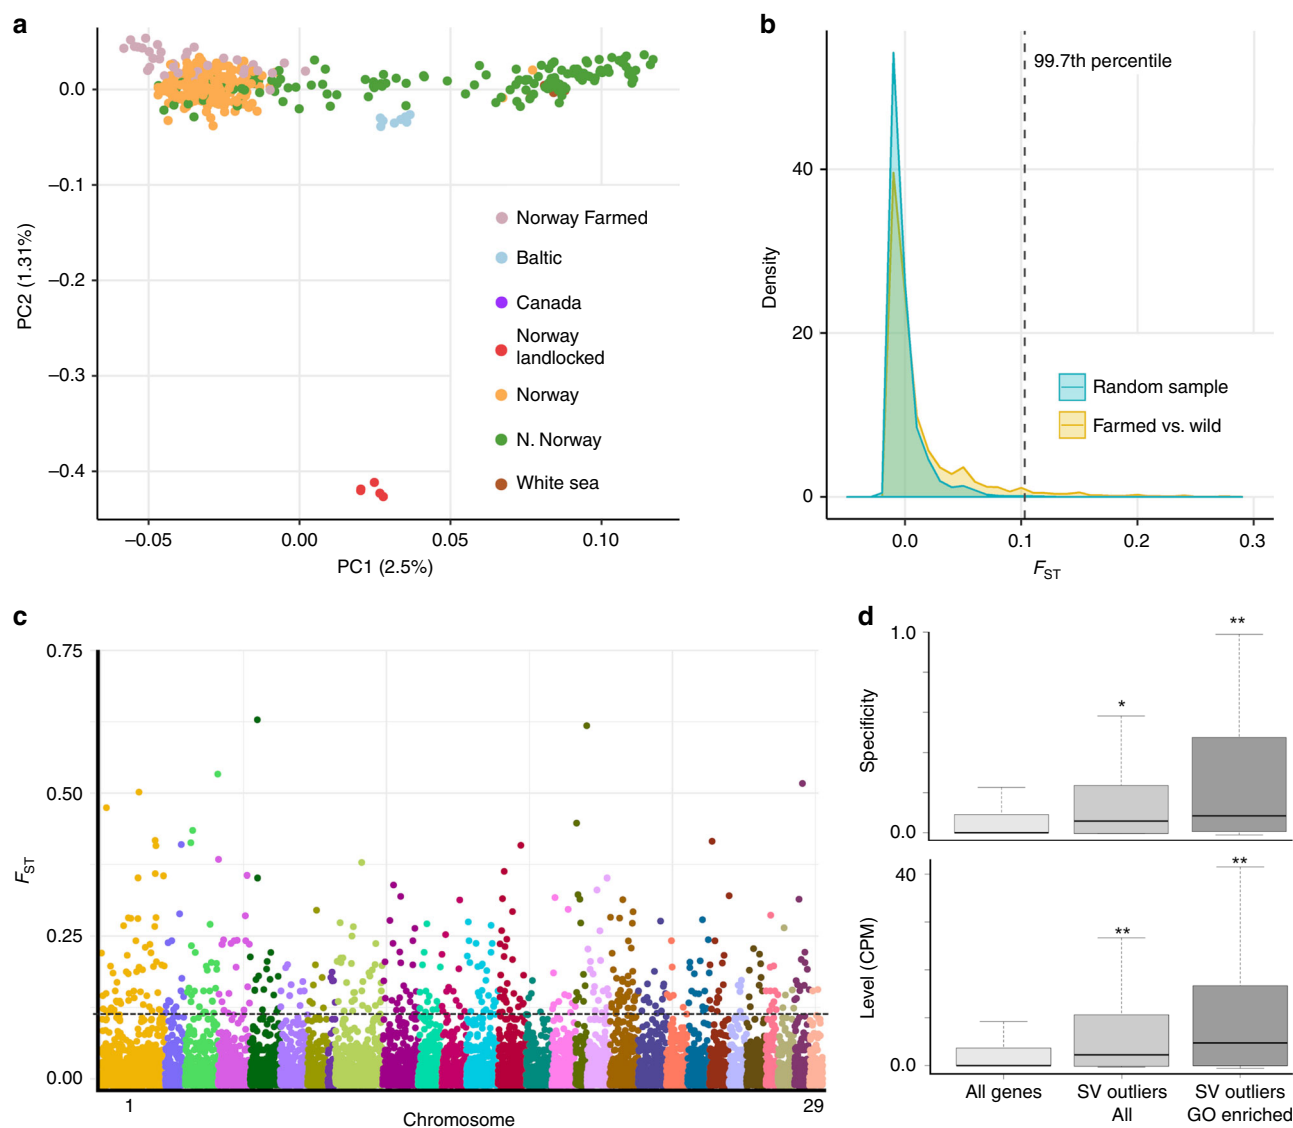 a
0.0
−0.1
−0.2
−0.3
−0.4
PC2 (1.31%)
−0.05
0.00
0.05
0.10
PC1 (2.5%)
Norway Farmed
Baltic
Canada
Norway
landlocked
Norway
N. Norway
White sea
b
99.7th percentile
40
20
0
Density
0.0
0.1
0.2
0.3
FST
Random sample
Farmed vs. wild
c
0.75
0.50
0.25
0.00
FST
1
Chromosome
29
d
1.0
0.0
Specificity
*
**
40
0.0
Level (CPM)
**
**
All genes
SV outliers
All
SV outliers
GO enriched